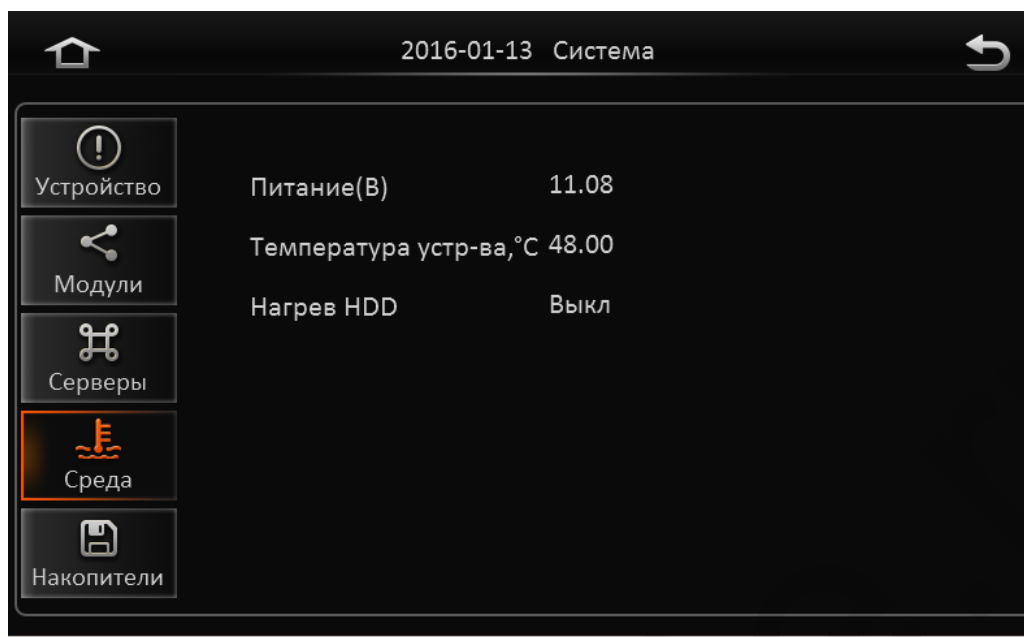 2016-01-13 Система
Устройство
Модули
Серверы
Среда
Накопители
Питание(В) 11.08
Температура устр-ва,°C 48.00
Нагрев HDD Выкл